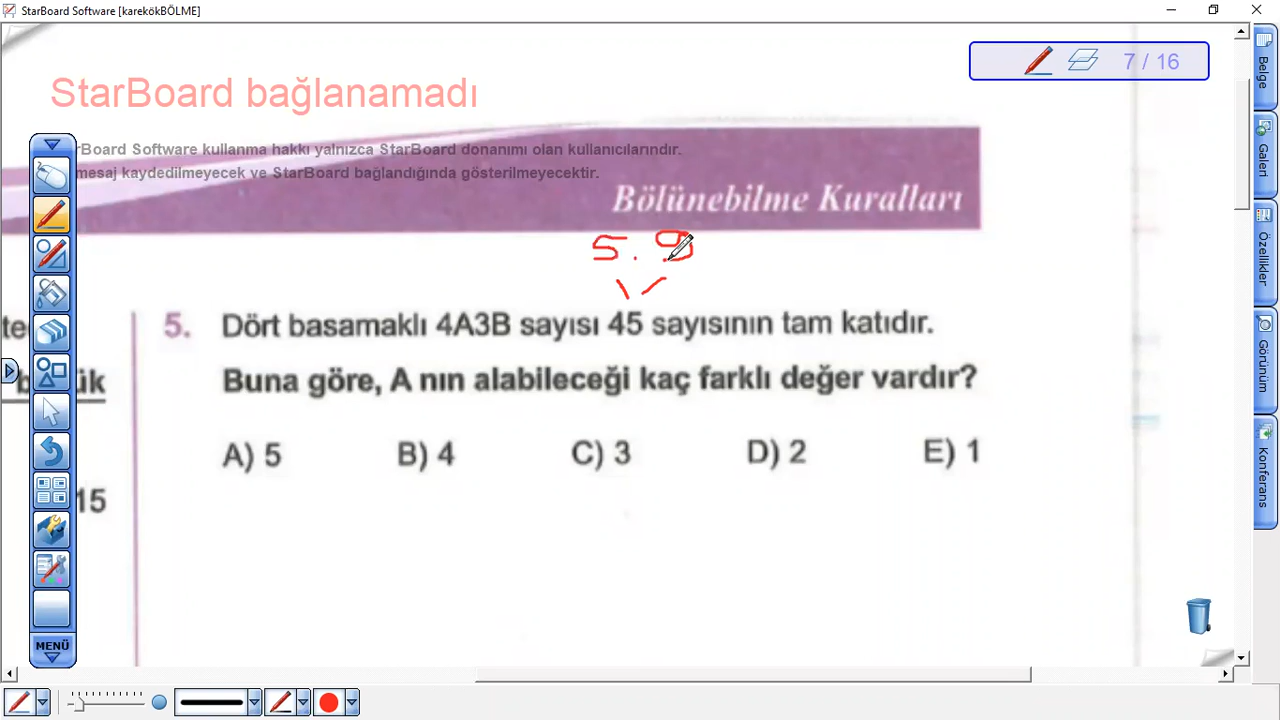 StarBoard Software [karekökBÖLME]
7 / 16
StarBoard bağlanamadı
rBoard Software kullanma hakkı yalnızca StarBoard donanımı olan kullanıcılarındır.
mesaj kaydedilmeyecek ve StarBoard bağlandığında gösterilmeyecektir.
Bölünebilme Kuralları
5 . 9
5. Dört basamaklı 4A3B sayısı 45 sayısının tam katıdır.
Buna göre, A nın alabileceği kaç farklı değer vardır?
A) 5 B) 4 C) 3 D) 2 E) 1
15
MENÜ
Belge
Galeri
Özellikler
Görünüm
Konferans